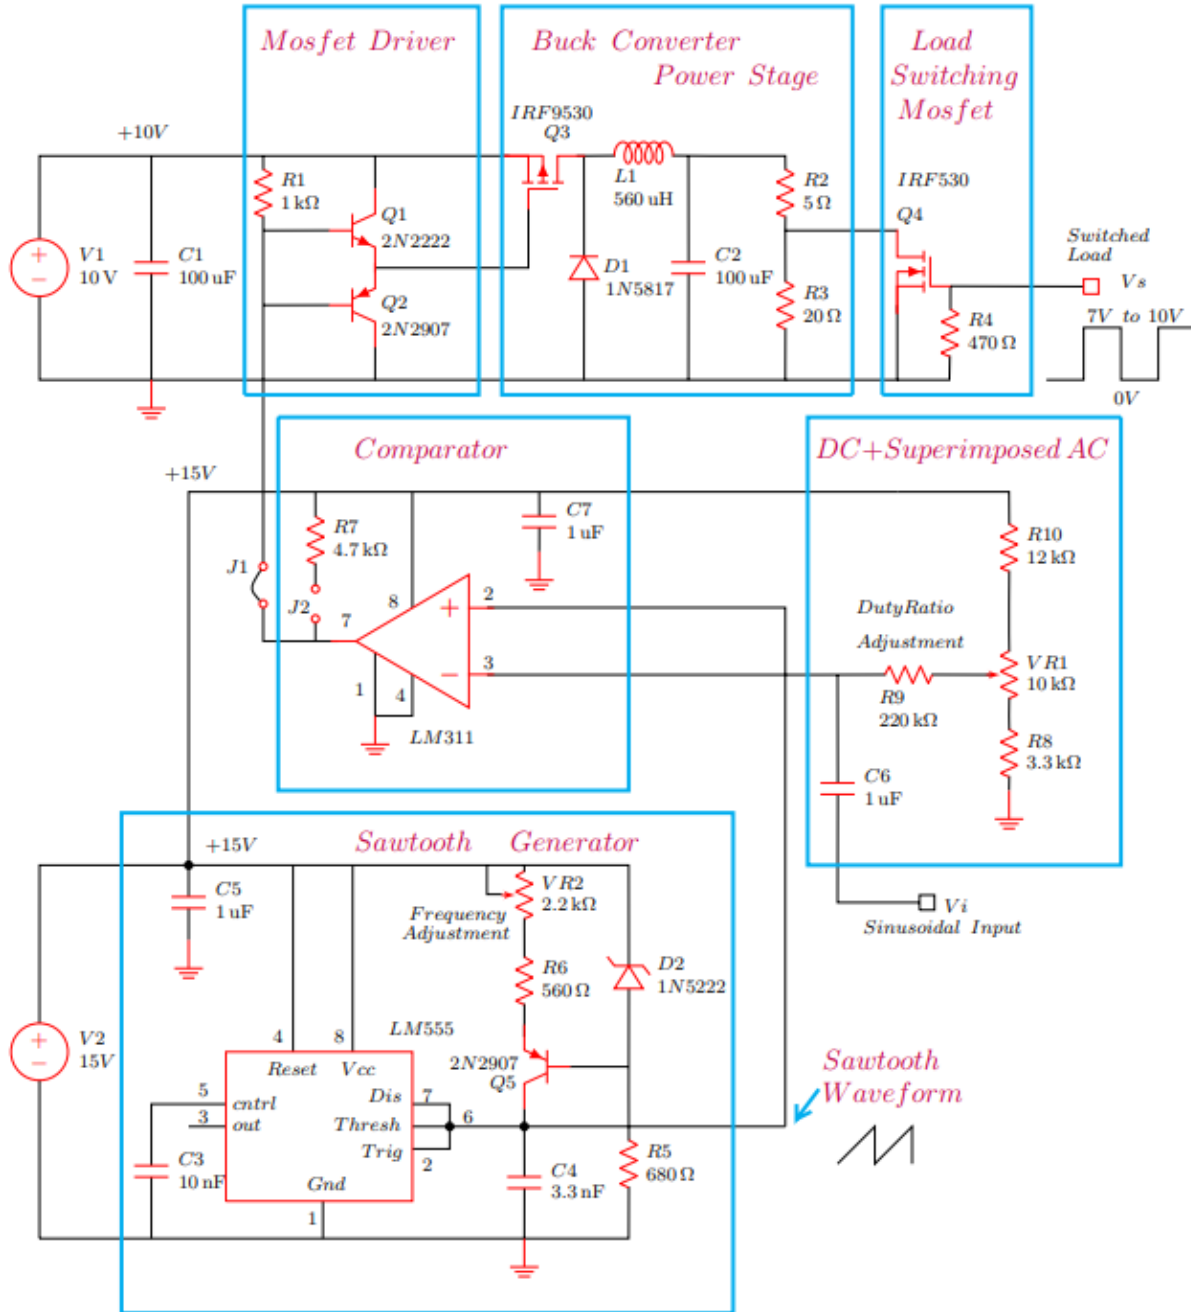 Mosfet Driver
Buck Converter
Power Stage
Load
Switching
Mosfet
+10V
IRF9530
Q3
R1
1 kΩ
Q1
2N2222
Q2
2N2907
V1
10 V
+
−
C1
100 uF
L1
560 uH
D1
1N5817
C2
100 uF
R2
5 Ω
R3
20 Ω
IRF530
Q4
R4
470 Ω
Switched
Load
Vs
7V to 10V
0V
Comparator
DC+Superimposed AC
+15V
R7
4.7 kΩ
C7
1 uF
J1
J2
7
8
2
+
3
−
1
4
LM311
R10
12 kΩ
DutyRatio
Adjustment
VR1
10 kΩ
R9
220 kΩ
R8
3.3 kΩ
C6
1 uF
Vi
Sinusoidal Input
+15V
Sawtooth Generator
C5
1 uF
VR2
2.2 kΩ
Frequency
Adjustment
R6
560 Ω
D2
1N5222
V2
15V
+
−
4
8
LM555
Reset
Vcc
2N2907
Q5
5
cntrl
Dis
7
3
out
Thresh
6
Trig
2
C3
10 nF
Gnd
1
C4
3.3 nF
R5
680 Ω
Sawtooth
Waveform